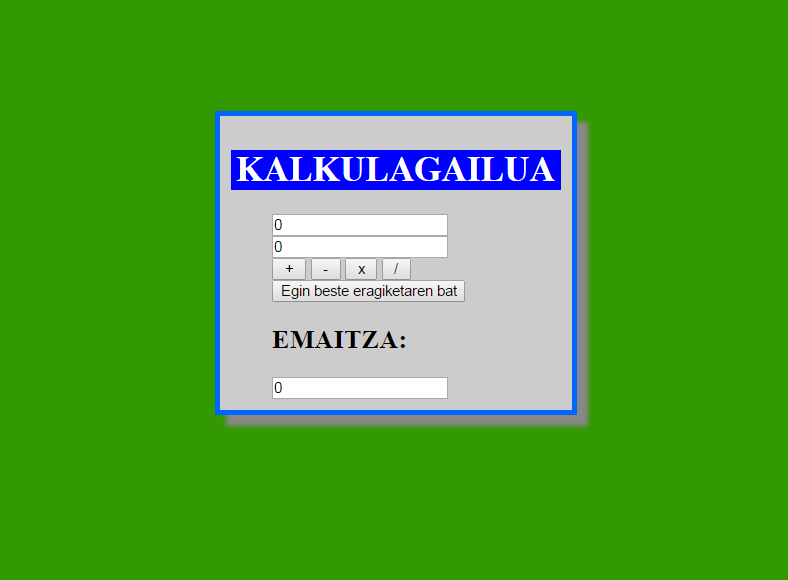 KALKULAGAILUA
0
0
+ - x /
Egin beste eragiketaren bat
EMAITZA:
0